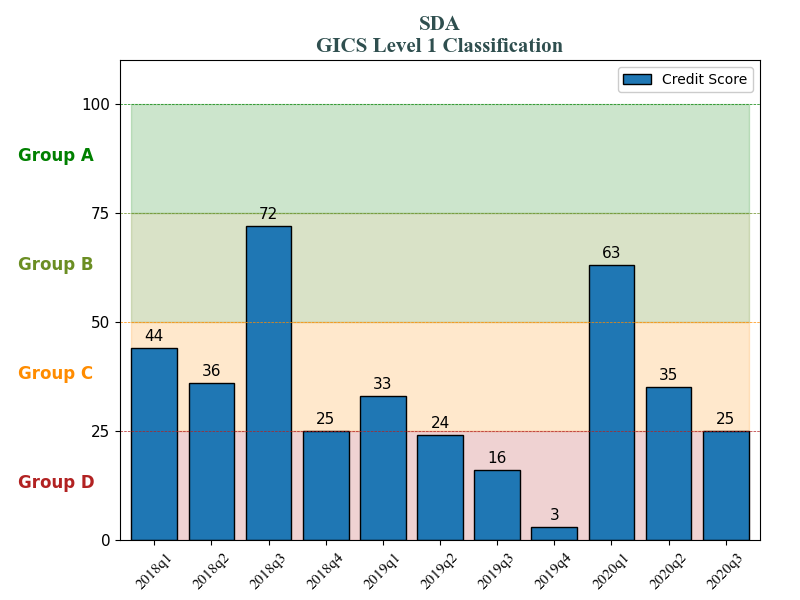 SDA
GICS Level 1 Classification
Credit Score
100
Group A
75
72
Group B
63
50
44
36
35
33
Group C
25
25
25
24
16
Group D
3
0
2018q1
2018q2
2018q3
2018q4
2019q1
2019q2
2019q3
2019q4
2020q1
2020q2
2020q3